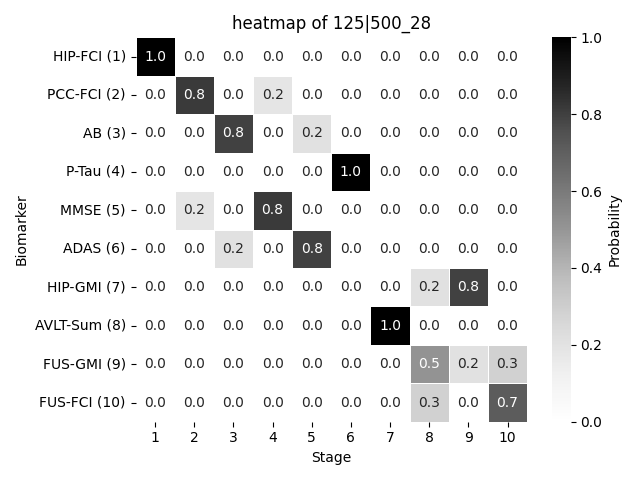 heatmap of 125|500_28
HIP-FCI (1) 1.0 0.0 0.0 0.0 0.0 0.0 0.0 0.0 0.0 0.0
PCC-FCI (2) 0.0 0.8 0.0 0.2 0.0 0.0 0.0 0.0 0.0 0.0
AB (3) 0.0 0.0 0.8 0.0 0.2 0.0 0.0 0.0 0.0 0.0
P-Tau (4) 0.0 0.0 0.0 0.0 0.0 1.0 0.0 0.0 0.0 0.0
MMSE (5) 0.0 0.2 0.0 0.8 0.0 0.0 0.0 0.0 0.0 0.0
ADAS (6) 0.0 0.0 0.2 0.0 0.8 0.0 0.0 0.0 0.0 0.0
HIP-GMI (7) 0.0 0.0 0.0 0.0 0.0 0.0 0.0 0.2 0.8 0.0
AVLT-Sum (8) 0.0 0.0 0.0 0.0 0.0 0.0 1.0 0.0 0.0 0.0
FUS-GMI (9) 0.0 0.0 0.0 0.0 0.0 0.0 0.0 0.5 0.2 0.3
FUS-FCI (10) 0.0 0.0 0.0 0.0 0.0 0.0 0.0 0.3 0.0 0.7
1 2 3 4 5 6 7 8 9 10
Stage
Biomarker
1.0
0.8
0.6
0.4
0.2
0.0
Probability